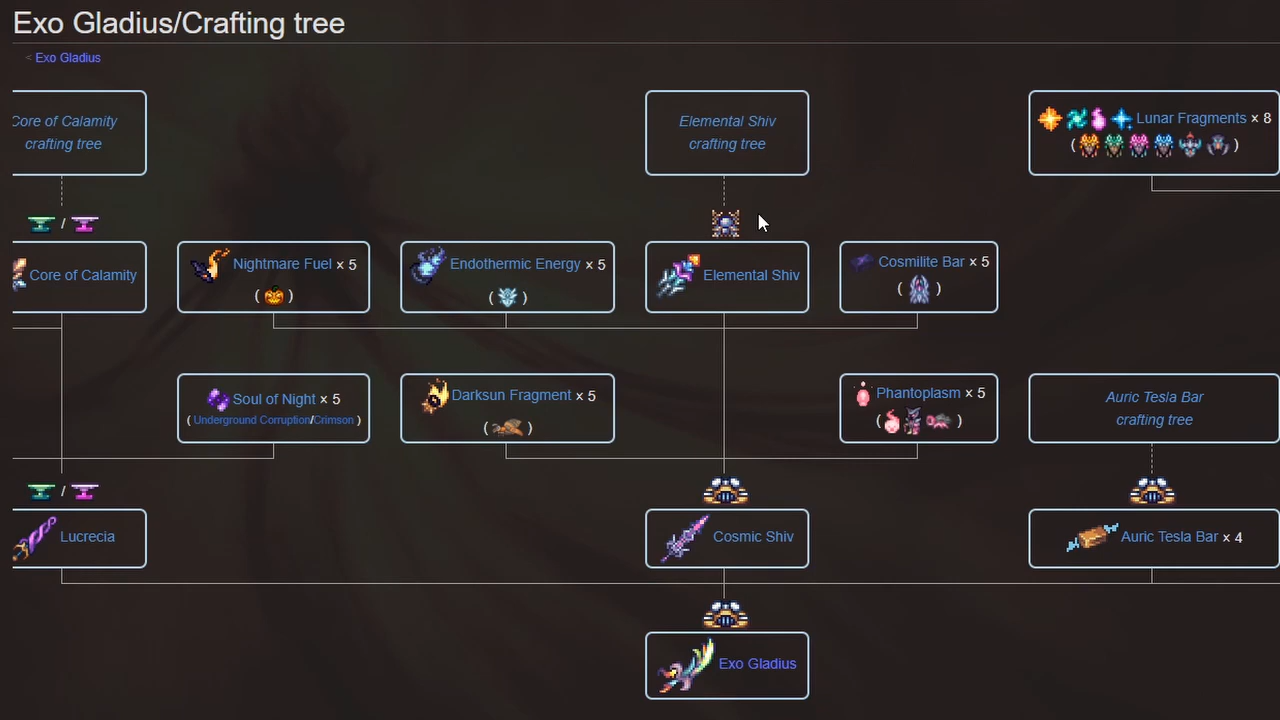 Exo Gladius/Crafting tree
< Exo Gladius
Core of Calamity
crafting tree
Elemental Shiv
crafting tree
Lunar Fragments × 8
( )
/
Core of Calamity
Nightmare Fuel × 5
( )
Endothermic Energy × 5
( )
Elemental Shiv
Cosmilite Bar × 5
( )
Soul of Night × 5
( Underground Corruption/Crimson )
Darksun Fragment × 5
( )
Phantoplasm × 5
( )
Auric Tesla Bar
crafting tree
/
Lucrecia
Cosmic Shiv
Auric Tesla Bar × 4
Exo Gladius